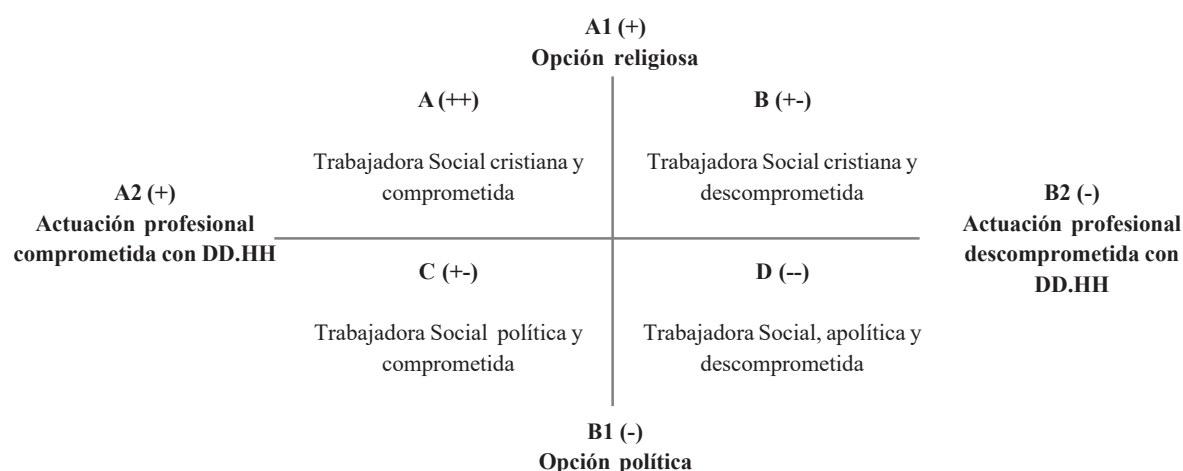 A1 (+)
Opción religiosa
A (++)
B (+-)
Trabajadora Social cristiana y
comprometida
Trabajadora Social cristiana y
descomprometida
A2 (+)
Actuación profesional
comprometida con DD.HH
B2 (-)
Actuación profesional
descomprometida con
DD.HH
C (+-)
D (--)
Trabajadora Social política y
comprometida
Trabajadora Social, apolítica y
descomprometida
B1 (-)
Opción política